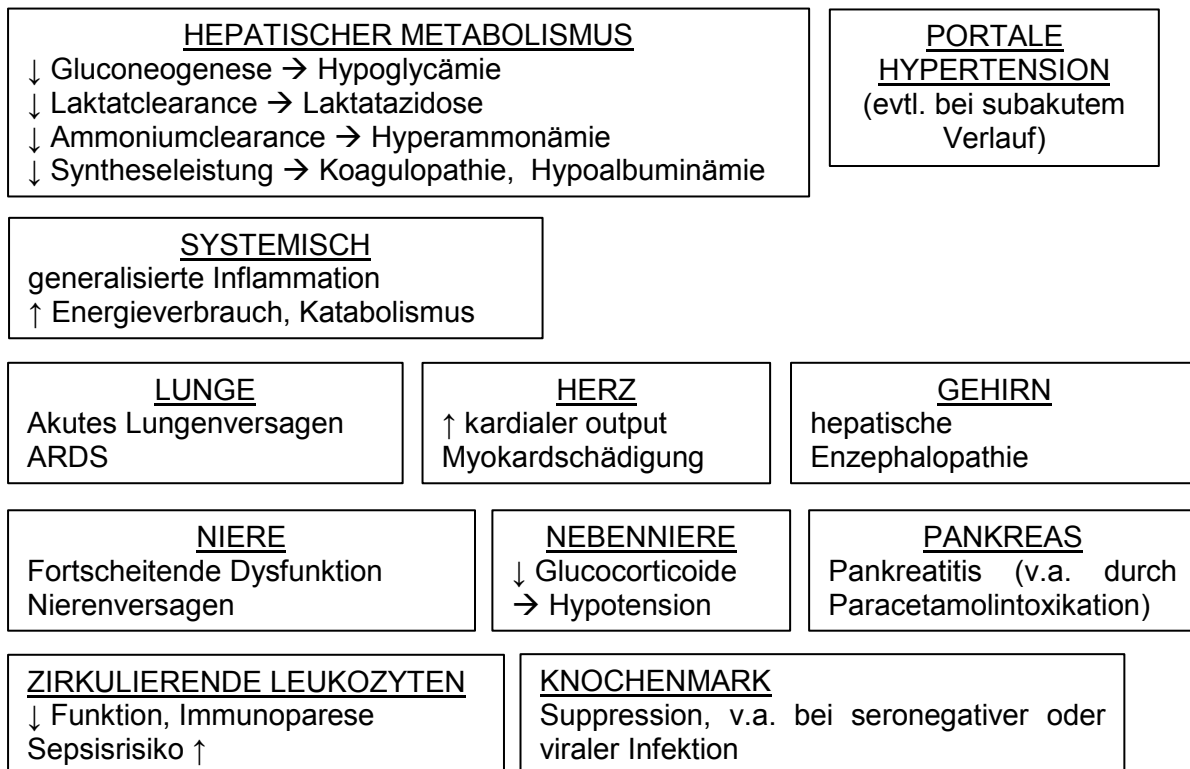 HEPATISCHER METABOLISMUS
↓ Gluconeogenese → Hypoglycämie
↓ Laktatclearance → Laktatazidose
↓ Ammoniumclearance → Hyperammonämie
↓ Syntheseleistung → Koagulopathie, Hypoalbuminämie
PORTALE
HYPERTENSION
(evtl. bei subakutem
Verlauf)
SYSTEMISCH
generalisierte Inflammation
↑ Energieverbrauch, Katabolismus
LUNGE
Akutes Lungenversagen
ARDS
HERZ
↑ kardialer output
Myokardschädigung
GEHIRN
hepatische
Enzephalopathie
NIERE
Fortscheitende Dysfunktion
Nierenversagen
NEBENNIERE
↓ Glucocorticoide
→ Hypotension
PANKREAS
Pankreatitis (v.a. durch
Paracetamolintoxikation)
ZIRKULIERENDE LEUKOZYTEN
↓ Funktion, Immunoparese
Sepsisrisiko ↑
KNOCHENMARK
Suppression, v.a. bei seronegativer oder
viraler Infektion